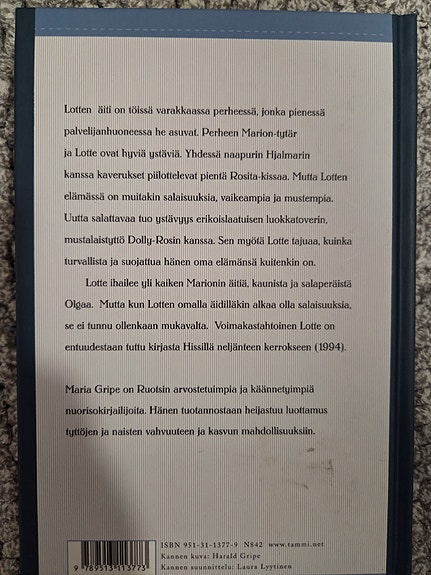 Lotten äiti on töissä varakkaassa perheessä, jonka pienessä
palvelijanhuoneessa he asuvat. Perheen Marion-tytär
ja Lotte ovat hyviä ystäviä. Yhdessä naapurin Hjalmarin
kanssa kaverukset piilottelevat pientä Rosita-kissaa. Mutta Lotten
elämässä on muitakin salaisuuksia, vaikeampia ja mustempia.
Uutta salattavaa tuo ystävyys erikoislaatuisen luokkatoverin,
mustalaistyttö Dolly-Rosin kanssa. Sen myötä Lotte tajuaa, kuinka
turvallista ja suojattua hänen oma elämänsä kuitenkin on.
Lotte ihailee yli kaiken Marionin äitiä, kaunista ja salaperäistä
Olgaa. Mutta kun Lotten omalla äidilläkin alkaa olla salaisuuksia,
se ei tunnu ollenkaan mukavalta. Voimakastahtoinen Lotte on
entuudestaan tuttu kirjasta Hissillä neljänteen kerrokseen (1994).
Maria Gripe on Ruotsin arvostetuimpia ja käännetyimpiä
nuorisokirjailijoita. Hänen tuotannostaan heijastuu luottamus
tyttöjen ja naisten vahvuuteen ja kasvun mahdollisuuksiin.
ISBN 951-31-1377-9 N842 www.tammi.net
Kannen kuva: Harald Gripe
Kannen suunnittelu: Laura Lyytinen
9 789513 113773